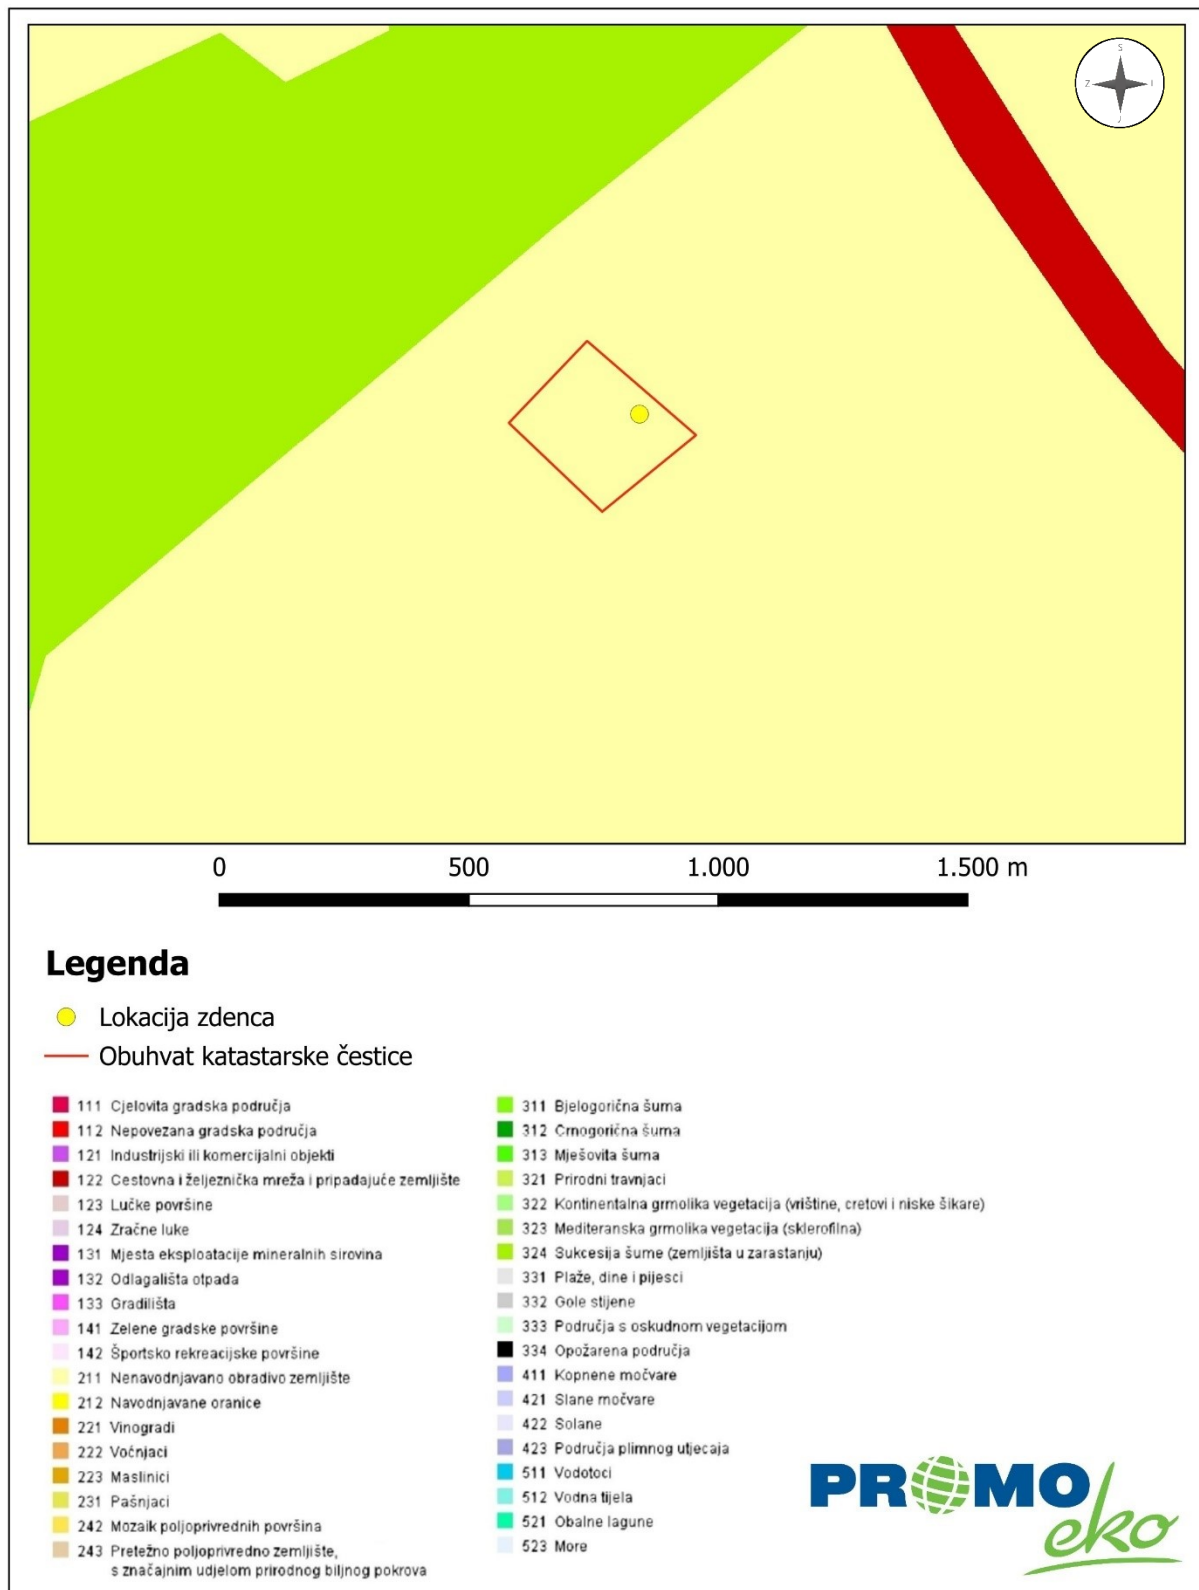 S
Z
I
J
0 500 1.000 1.500 m
Legenda
Lokacija zdenca
Obuhvat katastarske čestice
111 Cjelovita gradska područja
112 Nepovezana gradska područja
121 Industrijski ili komercijalni objekti
122 Cestovna i željeznička mreža i pripadajuće zemljište
123 Lučke površine
124 Zračne luke
131 Mjesta eksploatacije mineralnih sirovina
132 Odlagališta otpada
133 Gradilišta
141 Zelene gradske površine
142 Športsko rekreacijske površine
211 Nenavodnjavano obradivo zemljište
212 Navodnjavane oranice
221 Vinogradi
222 Voćnjaci
223 Maslinici
231 Pašnjaci
242 Mozaik poljoprivrednih površina
243 Pretežno poljoprivredno zemljište,
s značajnim udjelom prirodnog biljnog pokrova
311 Bjelogorična šuma
312 Crnogorična šuma
313 Mješovita šuma
321 Prirodni travnjaci
322 Kontinentalna grmolika vegetacija (vrištine, cretovi i niske šikare)
323 Mediteranska grmolika vegetacija (sklerofilna)
324 Sukcesija šume (zemljišta u zarastanju)
331 Plaže, dine i pijesci
332 Gole stijene
333 Područja s oskudnom vegetacijom
334 Opožarena područja
411 Kopnene močvare
421 Slane močvare
422 Solane
423 Područja plimnog utjecaja
511 Vodotoci
512 Vodna tijela
521 Obalne lagune
523 More
PROMO
eko